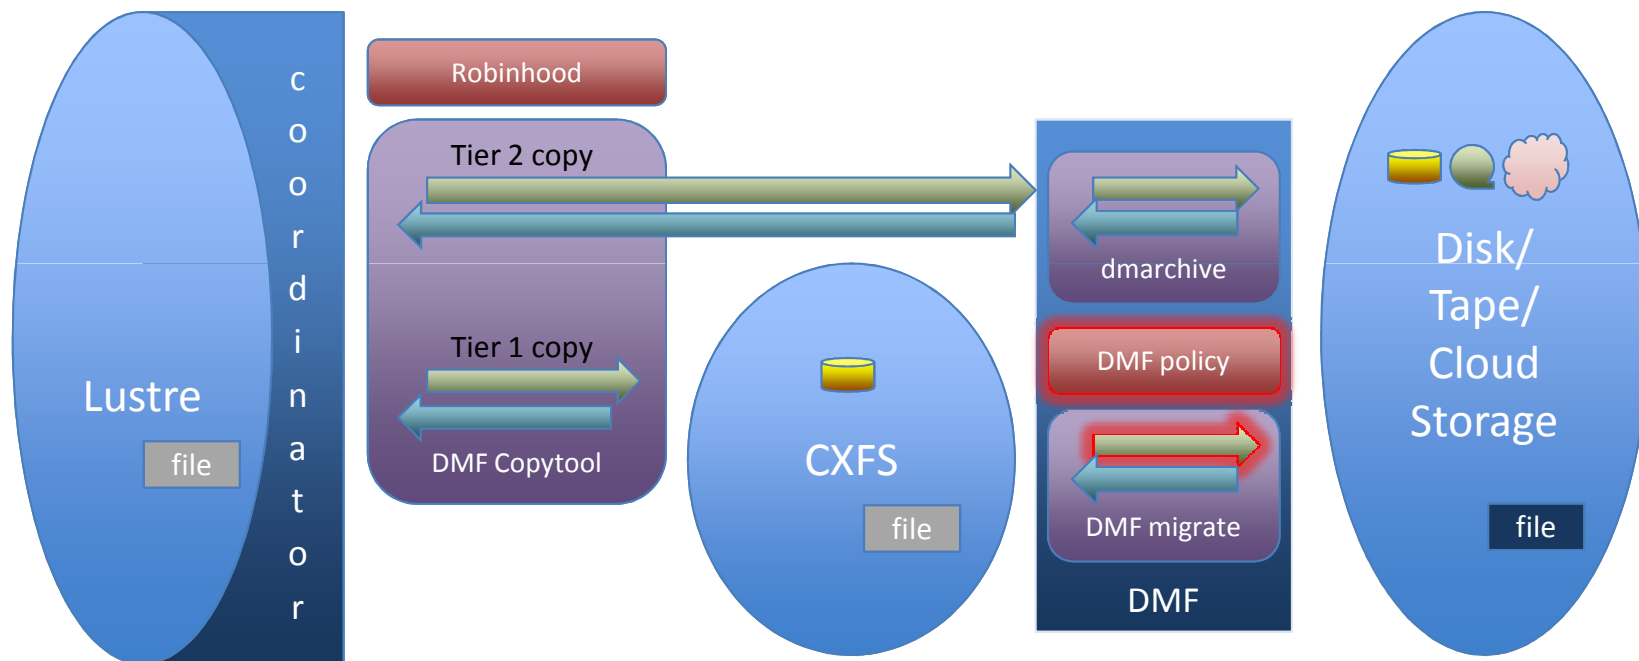 Lustre
file
coordinator
Robinhood
Tier 2 copy
Tier 1 copy
DMF Copytool
CXFS
file
dmarchive
DMF policy
DMF migrate
DMF
Disk/
Tape/
Cloud
Storage
file